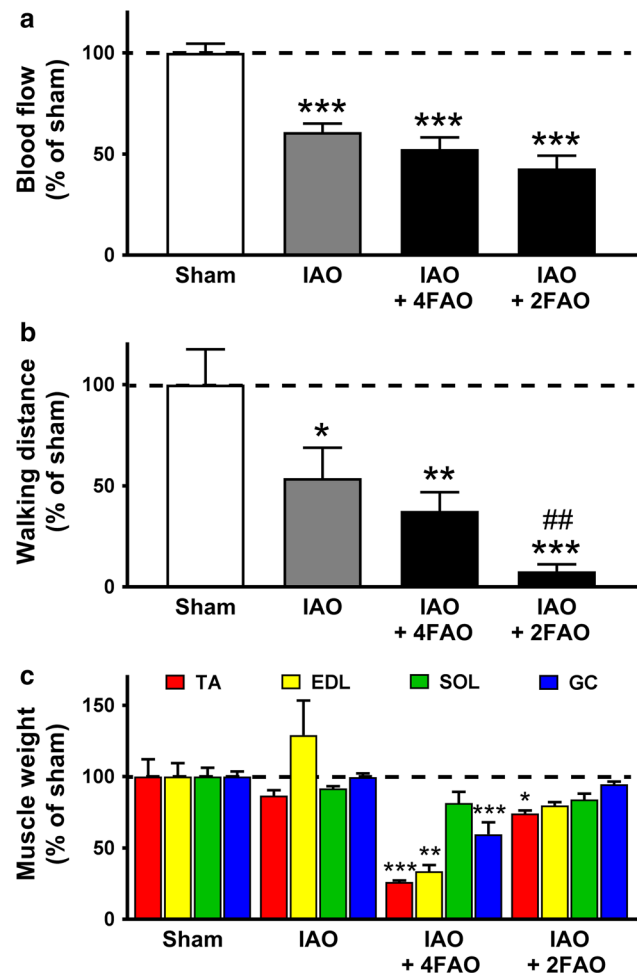 a
Blood flow
(% of sham)
100
50
0
***
***
***
Sham
IAO
IAO
+ 4FAO
IAO
+ 2FAO
b
Walking distance
(% of sham)
100
50
0
*
**
##
***
Sham
IAO
IAO
+ 4FAO
IAO
+ 2FAO
c
Muscle weight
(% of sham)
TA
EDL
SOL
GC
150
100
50
0
***
**
***
*
Sham
IAO
IAO
+ 4FAO
IAO
+ 2FAO